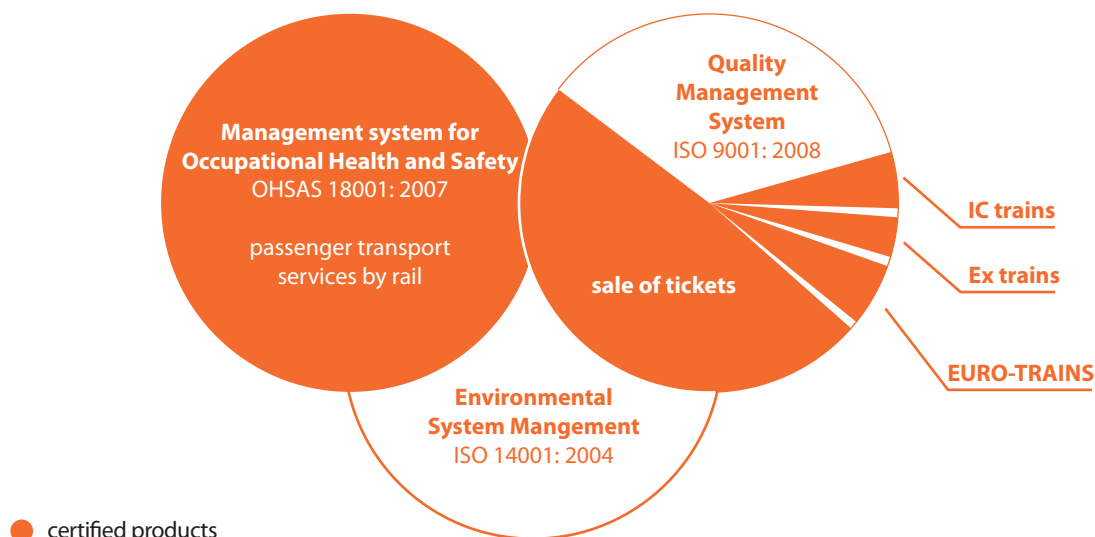 Management system for
Occupational Health and Safety
OHSAS 18001: 2007
passenger transport
services by rail
Quality
Management
System
ISO 9001: 2008
IC trains
Ex trains
sale of tickets
EURO-TRAINS
Environmental
System Mangement
ISO 14001: 2004
certified products